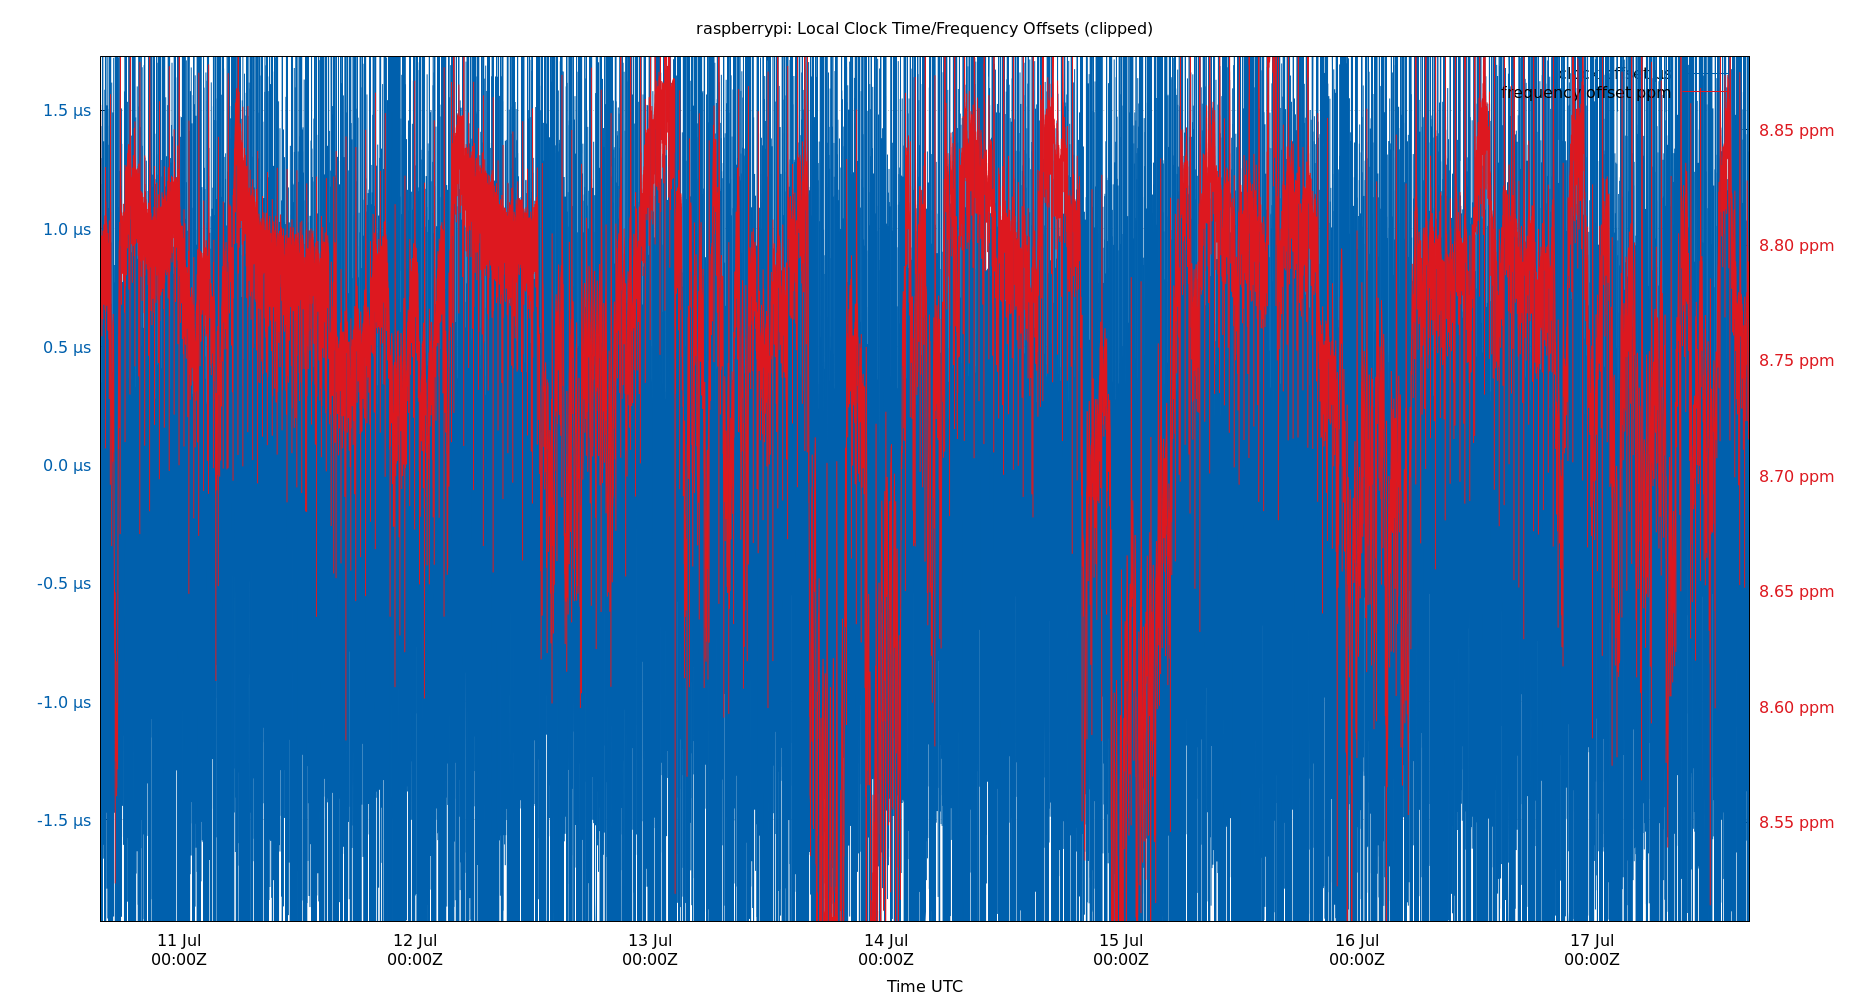 raspberrypi: Local Clock Time/Frequency Offsets (clipped)
clock offset µs
frequency offset ppm
1.5 µs
1.0 µs
0.5 µs
0.0 µs
-0.5 µs
-1.0 µs
-1.5 µs
8.85 ppm
8.80 ppm
8.75 ppm
8.70 ppm
8.65 ppm
8.60 ppm
8.55 ppm
11 Jul 12 Jul 13 Jul 14 Jul 15 Jul 16 Jul 17 Jul
00:00Z 00:00Z 00:00Z 00:00Z 00:00Z 00:00Z 00:00Z
Time UTC